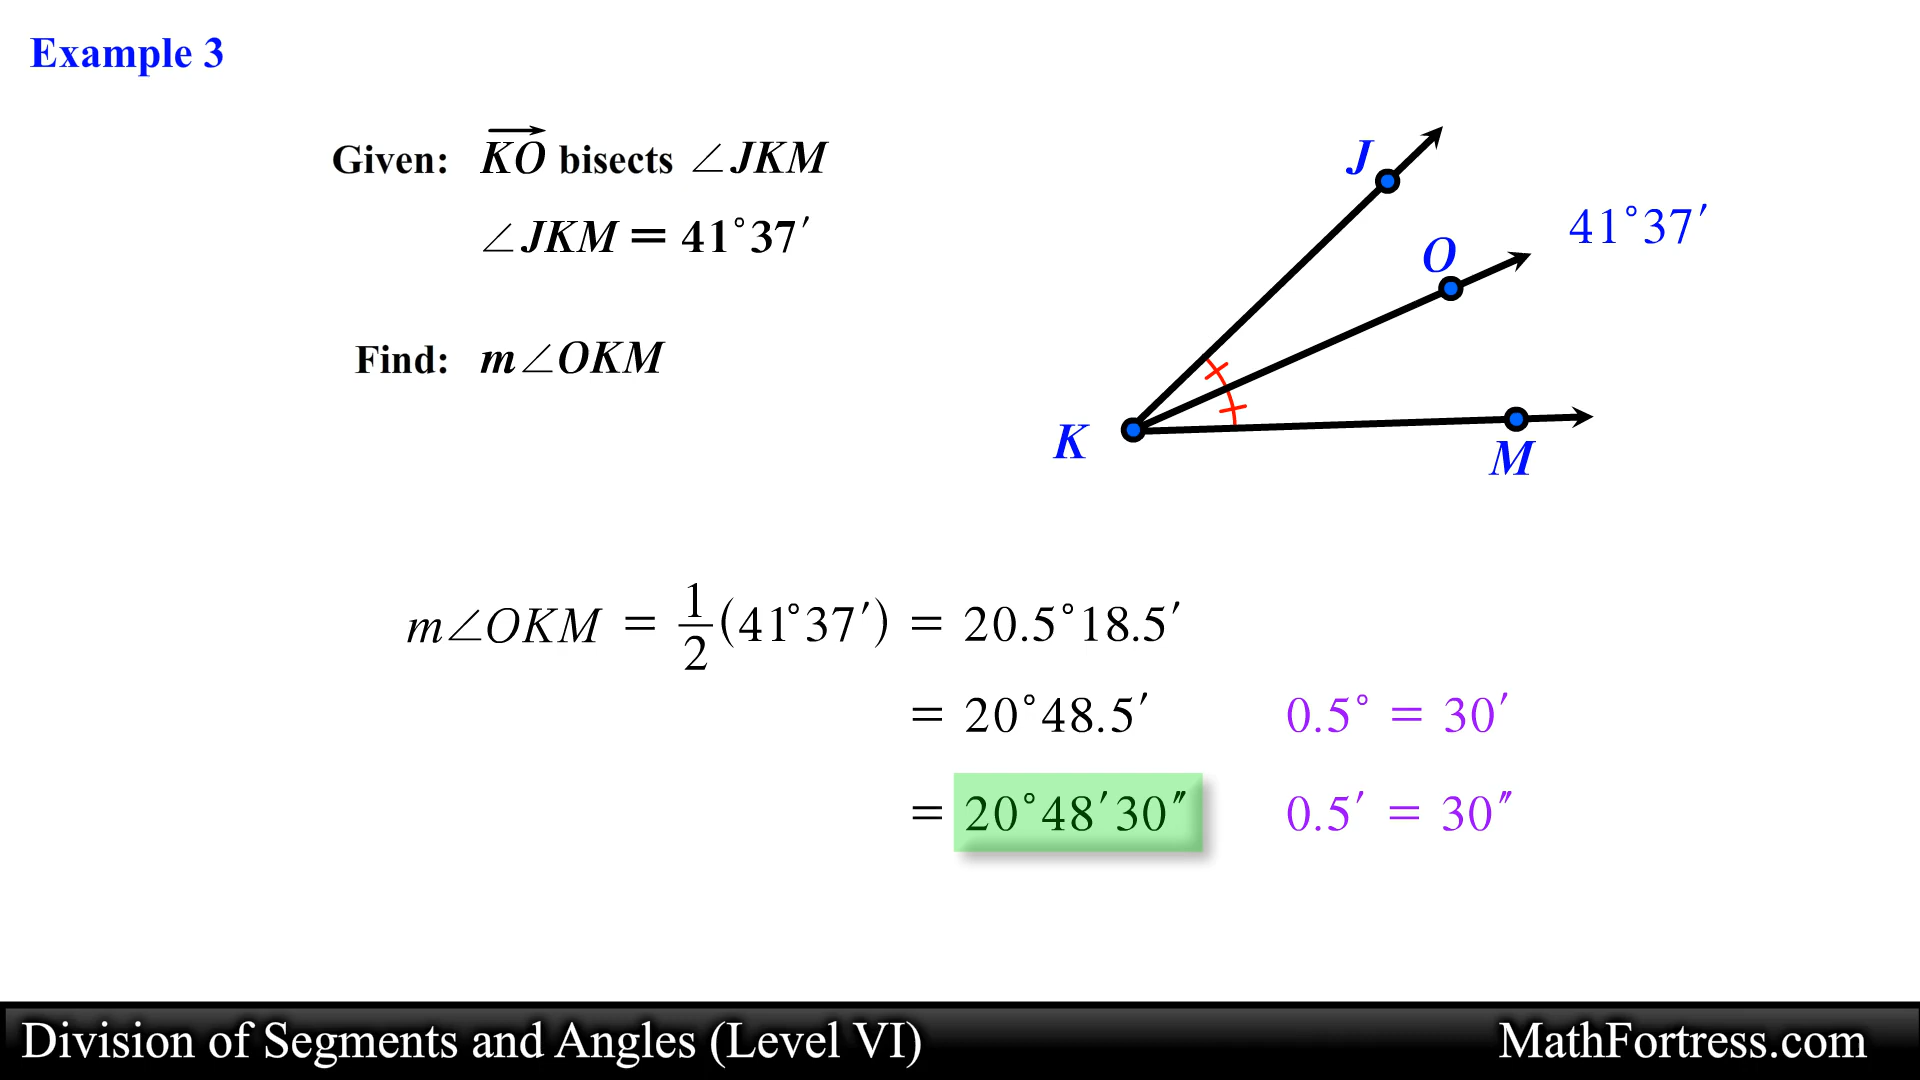 Example 3
Given: KO bisects ∠JKM
∠JKM = 41°37′
Find: m∠OKM
J
41°37′
O
K
M
m∠OKM = 1/2 (41°37′) = 20.5°18.5′
= 20°48.5′ 0.5° = 30′
= 20°48′30″ 0.5′ = 30″
Division of Segments and Angles (Level VI) MathFortress.com